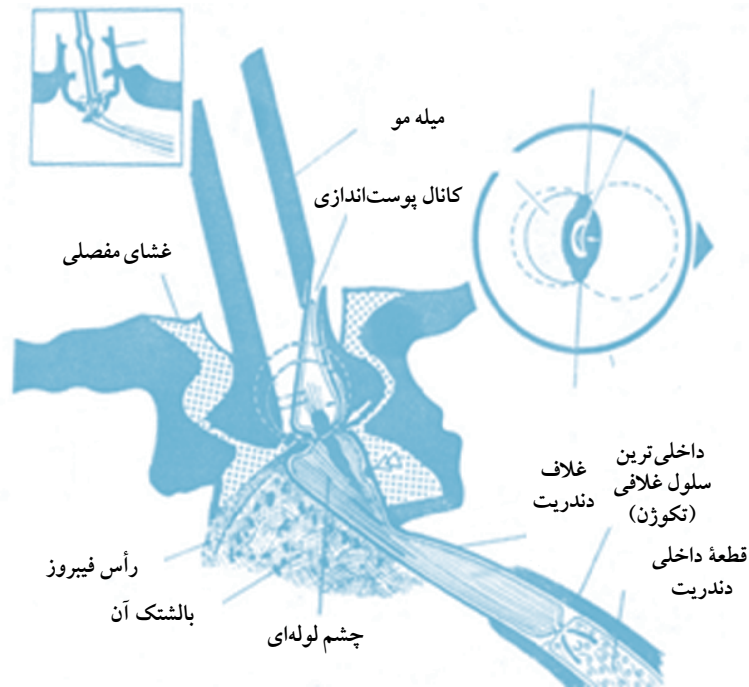 میله مو
کانال پوست‌اندازی
غشای مفصلی
داخلی‌ترین
سلول غلافی
(تکوژن)
غلاف
دندریت
قطعهٔ داخلی
دندریت
رأس فیبروز
بالشتک آن
چشم لوله‌ای